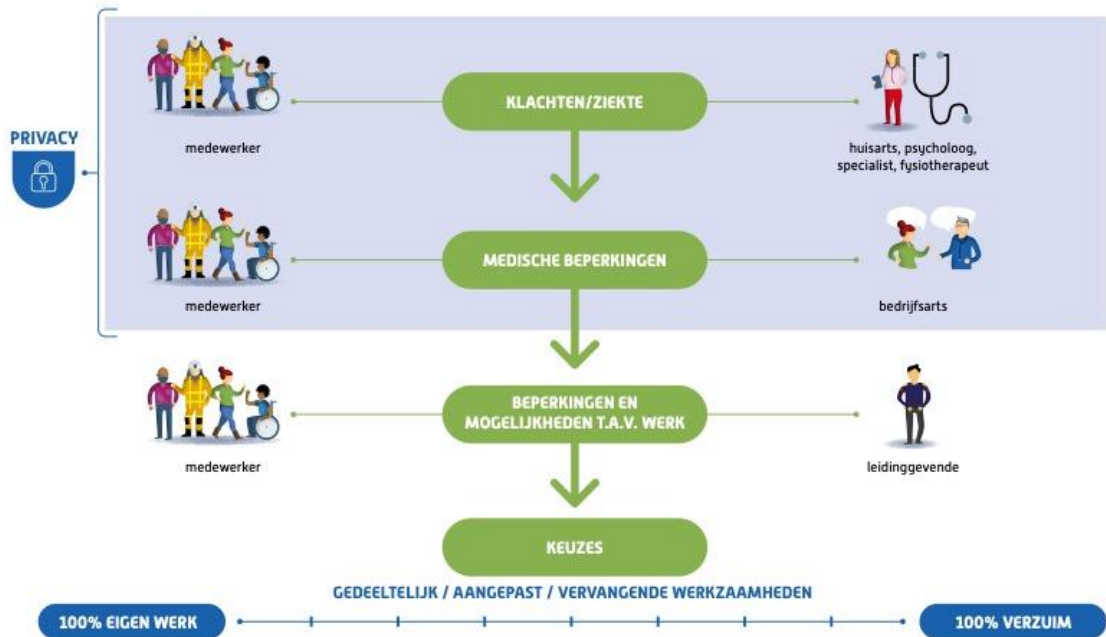 KLACHTEN/ZIEKTE
medewerker
huisarts, psycholoog,
specialist, fysiotherapeut
PRIVACY
MEDISCHE BEPERKINGEN
medewerker
bedrijfsarts
BEPERKINGEN EN
MOGELIJKHEDEN T.A.V. WERK
medewerker
leidinggevende
KEUZES
GEDEELTELIJK / AANGEPAST / VERVANGENDE WERKZAAMHEDEN
100% EIGEN WERK
100% VERZUIM